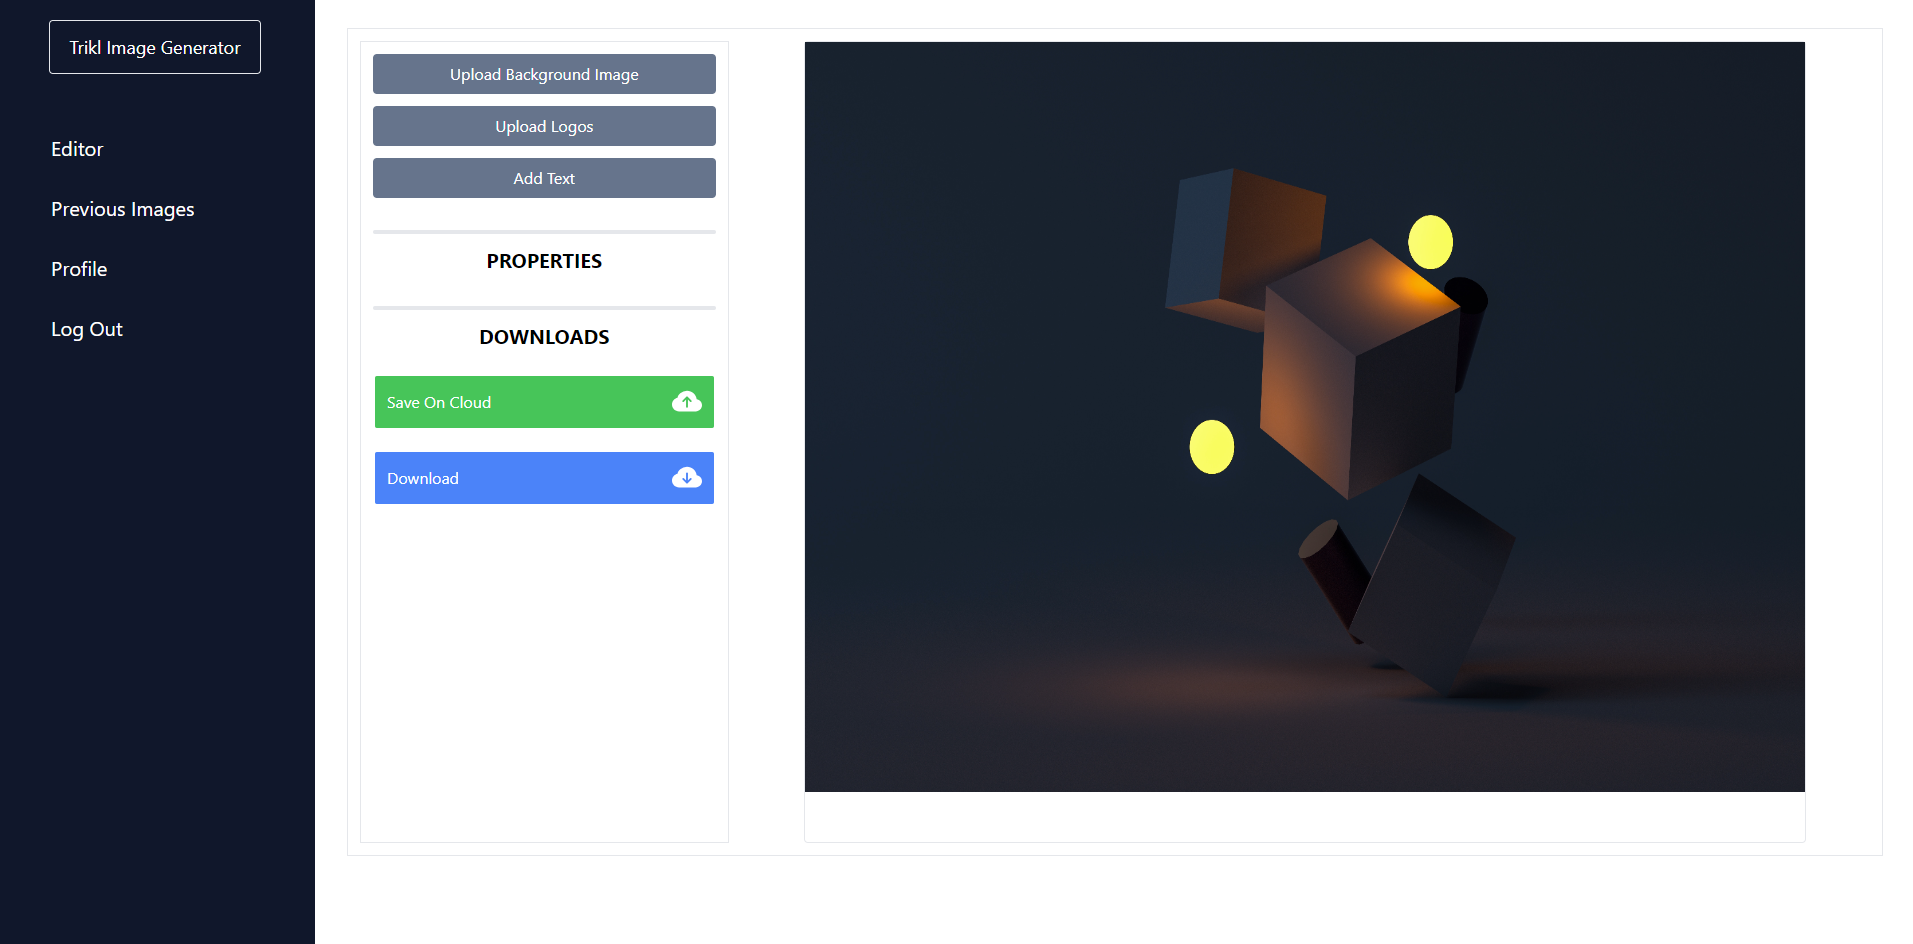 Trikl Image Generator
Editor
Previous Images
Profile
Log Out
Upload Background Image
Upload Logos
Add Text
PROPERTIES
DOWNLOADS
Save On Cloud
Download